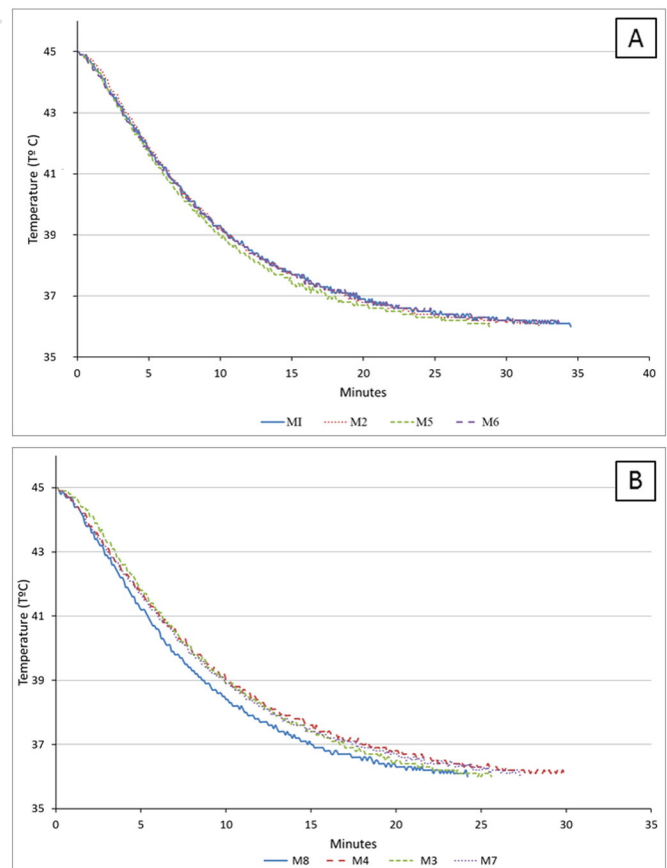 A
45
43
41
39
37
35
Temperature (Tº C)
0 5 10 15 20 25 30 35 40
Minutes
MI M2 M5 M6
B
45
43
41
39
37
35
Temperature (TºC)
0 5 10 15 20 25 30 35
Minutes
M8 M4 M3 M7